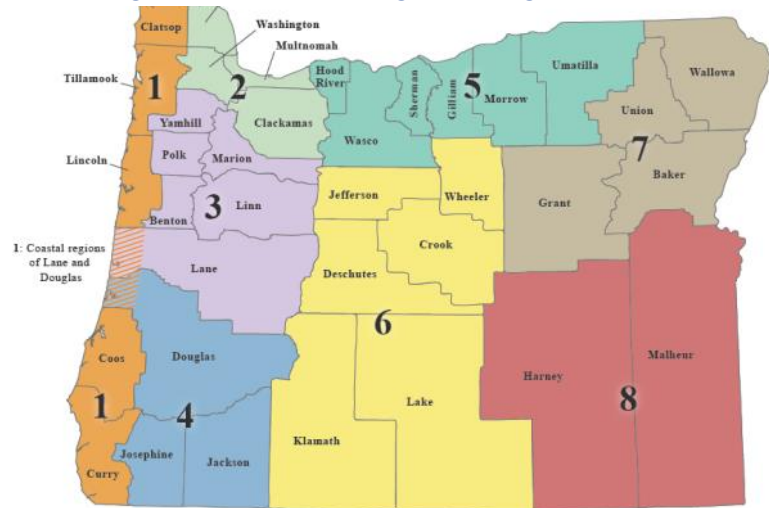 Clatsop
Washington
Multnomah
Tillamook
1
2
Hood
River
Sherman
Gilliam
5
Morrow
Umatilla
Wallowa
Union
Yamhill
Clackamas
Wasco
7
Polk
Marion
Lincoln
Jefferson
Wheeler
Grant
Baker
3
Linn
Benton
Crook
1: Coastal regions
of Lane and
Douglas
Lane
Deschutes
6
Coos
Douglas
Harney
Malheur
1
4
Lake
8
Klamath
Curry
Josephine
Jackson